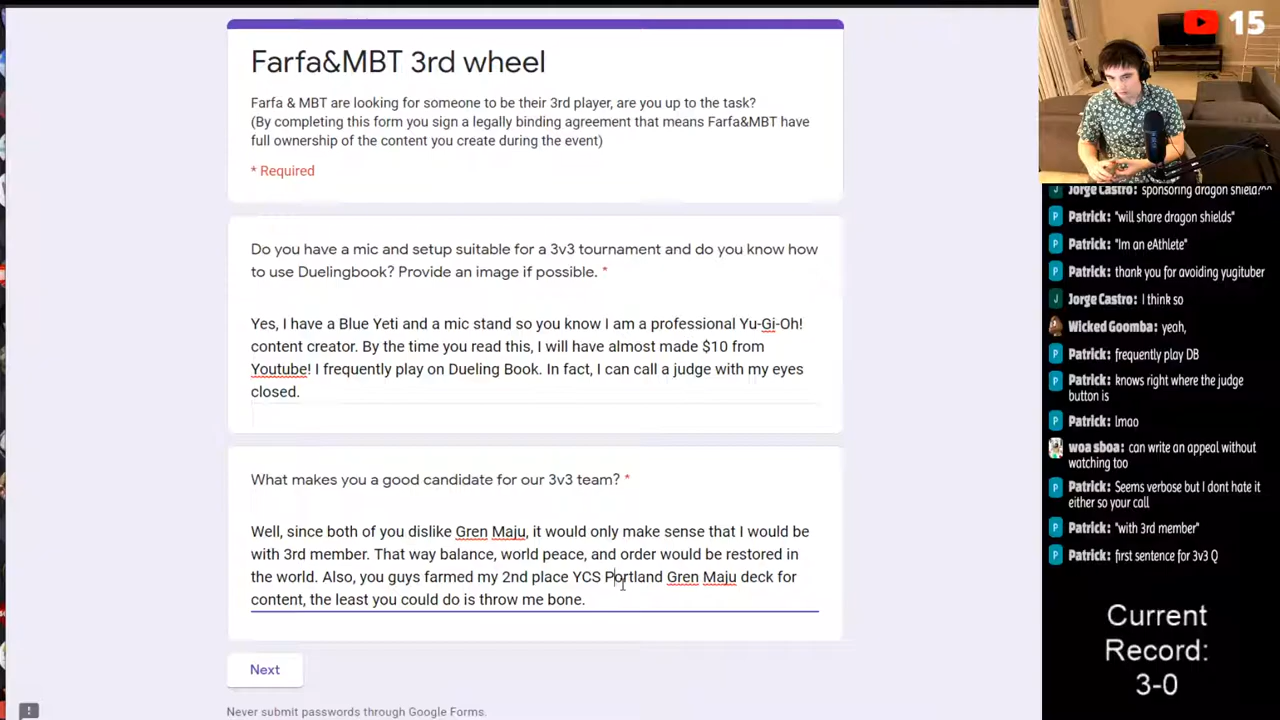 Farfa&MBT 3rd wheel
Farfa & MBT are looking for someone to be their 3rd player, are you up to the task?
(By completing this form you sign a legally binding agreement that means Farfa&MBT have
full ownership of the content you create during the event)
* Required
Do you have a mic and setup suitable for a 3v3 tournament and do you know how
to use Duelingbook? Provide an image if possible. *
Yes, I have a Blue Yeti and a mic stand so you know I am a professional Yu-Gi-Oh!
content creator. By the time you read this, I will have almost made $10 from
Youtube! I frequently play on Dueling Book. In fact, I can call a judge with my eyes
closed.
What makes you a good candidate for our 3v3 team? *
Well, since both of you dislike Gren Maju, it would only make sense that I would be
with 3rd member. That way balance, world peace, and order would be restored in
the world. Also, you guys farmed my 2nd place YCS Portland Gren Maju deck for
content, the least you could do is throw me bone.
Next
Never submit passwords through Google Forms.
15
J Jorge Castro: sponsoring dragon shield?^^
P Patrick: "will share dragon shields"
P Patrick: "Im an eAthlete"
P Patrick: thank you for avoiding yugituber
J Jorge Castro: I think so
Wicked Goomba: yeah,
P Patrick: frequently play DB
P Patrick: knows right where the judge
button is
P Patrick: lmao
woa sboa: can write an appeal without
watching too
P Patrick: Seems verbose but I dont hate it
either so your call
P Patrick: "with 3rd member"
P Patrick: first sentence for 3v3 Q
Current
Record:
3-0